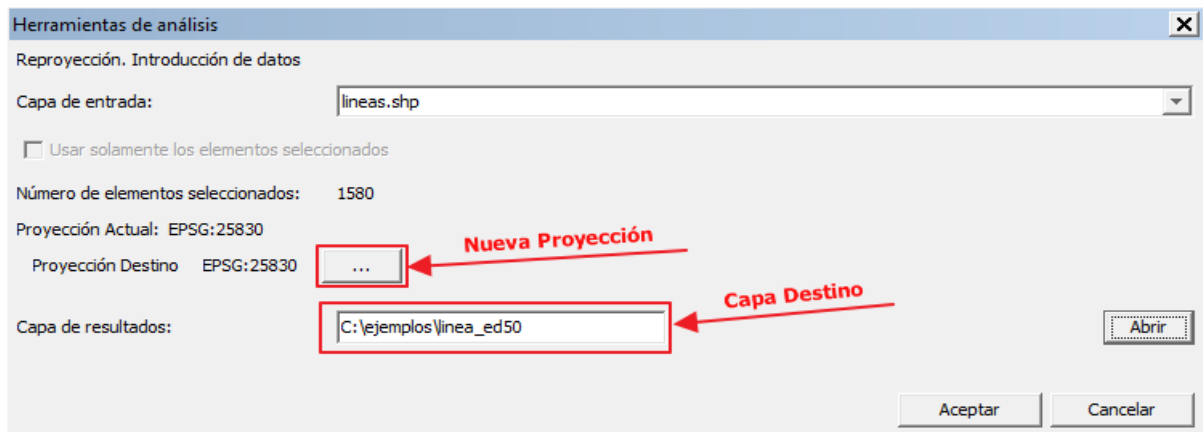 Herramientas de análisis
Reproyección. Introducción de datos
Capa de entrada: lineas.shp
Usar solamente los elementos seleccionados
Número de elementos seleccionados: 1580
Proyección Actual: EPSG:25830
Nueva Proyección
Proyección Destino EPSG:25830 ...
Capa Destino
Capa de resultados: C:\ejemplos\linea_ed50 Abrir
Aceptar Cancelar